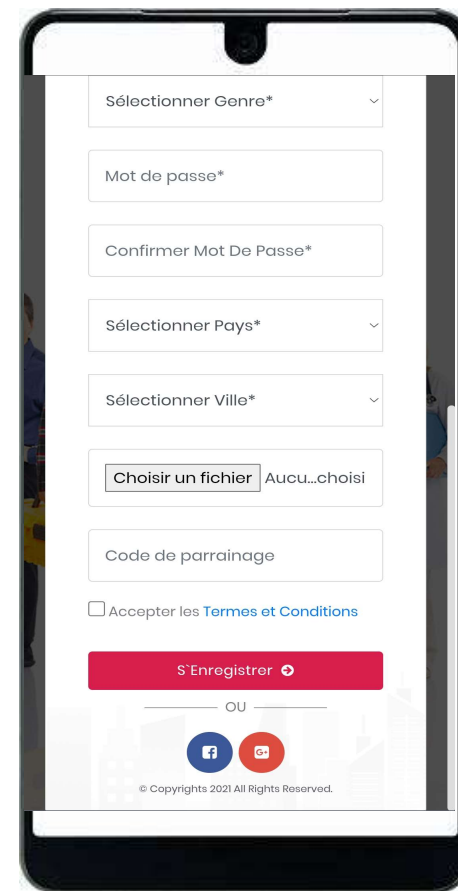 Sélectionner Genre*
Mot de passe*
Confirmer Mot De Passe*
Sélectionner Pays*
Sélectionner Ville*
Choisir un fichier Aucu...choisi
Code de parrainage
Accepter les Termes et Conditions
S`Enregistrer
OU
G+
© Copyrights 2021 All Rights Reserved.